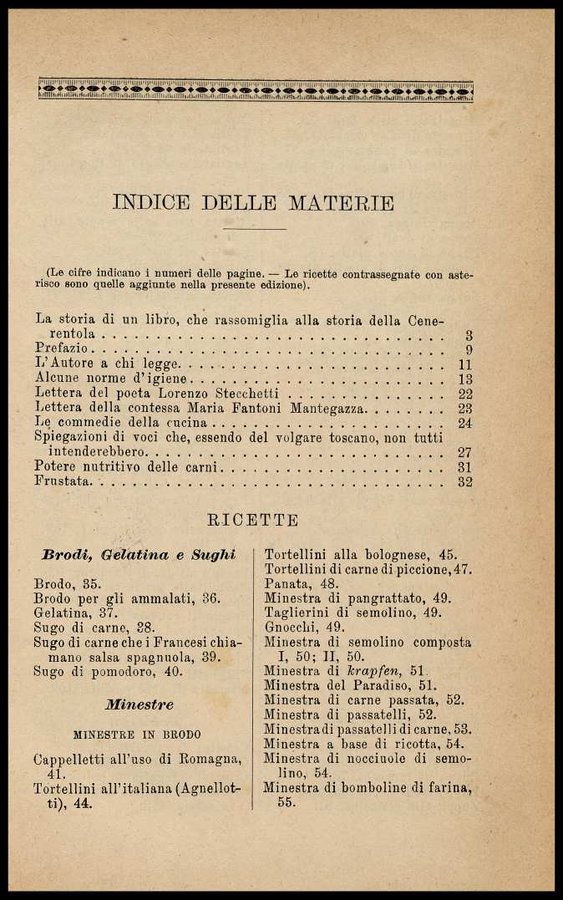 INDICE DELLE MATERIE
(Le cifre indicano i numeri delle pagine. — Le ricette contrassegnate con aste-
risco sono quelle aggiunte nella presente edizione).
La storia di un libro, che rassomiglia alla storia della Cene-
rentola . . . . . . . . . . . . . . . . . . . . . . . . 3
Prefazio . . . . . . . . . . . . . . . . . . . . . . . . 9
L'Autore a chi legge. . . . . . . . . . . . . . . . . . . 11
Alcune norme d'igiene . . . . . . . . . . . . . . . . . . 13
Lettera del poeta Lorenzo Stecchetti . . . . . . . . . . . 22
Lettera della contessa Maria Fantoni Mantegazza. . . . . . . 23
Le commedie della cucina . . . . . . . . . . . . . . . . 24
Spiegazioni di voci che, essendo del volgare toscano, non tutti
intenderebbero. . . . . . . . . . . . . . . . . . . . . 27
Potere nutritivo delle carni . . . . . . . . . . . . . . . . 31
Frustata. . . . . . . . . . . . . . . . . . . . . . . . 32
RICETTE
Brodi, Gelatina e Sughi
Brodo, 35.
Brodo per gli ammalati, 36.
Gelatina, 37.
Sugo di carne, 38.
Sugo di carne che i Francesi chia-
mano salsa spagnuola, 39.
Sugo di pomodoro, 40.
Minestre
MINESTRE IN BRODO
Cappelletti all'uso di Romagna,
41.
Tortellini all'italiana (Agnellot-
ti), 44.
Tortellini alla bolognese, 45.
Tortellini di carne di piccione, 47.
Panata, 48.
Minestra di pangrattato, 49.
Taglierini di semolino, 49.
Gnocchi, 49.
Minestra di semolino composta
I, 50; II, 50.
Minestra di krapfen, 51.
Minestra del Paradiso, 51.
Minestra di carne passata, 52.
Minestra di passatelli, 52.
Minestra di passatelli di carne, 53.
Minestra a base di ricotta, 54.
Minestra di nocciuole di semo-
lino, 54.
Minestra di bomboline di farina,
55.